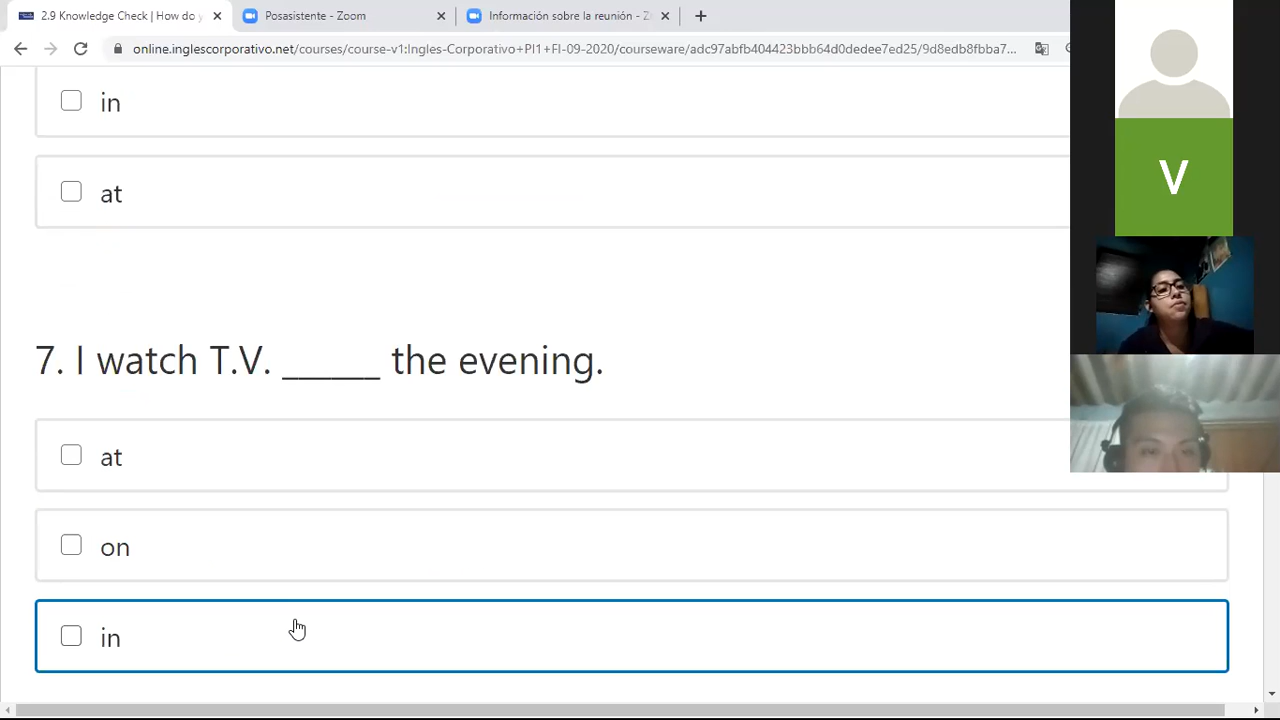 2.9 Knowledge Check | How do y
Posasistente - Zoom
Información sobre la reunión - Zo
online.inglescorporativo.net/courses/course-v1:Ingles-Corporativo+PI1+FI-09-2020/courseware/adc97abfb404423bbb64d0dedee7ed25/9d8edb8fbba7...
in
at
V
7. I watch T.V. ______ the evening.
at
on
in